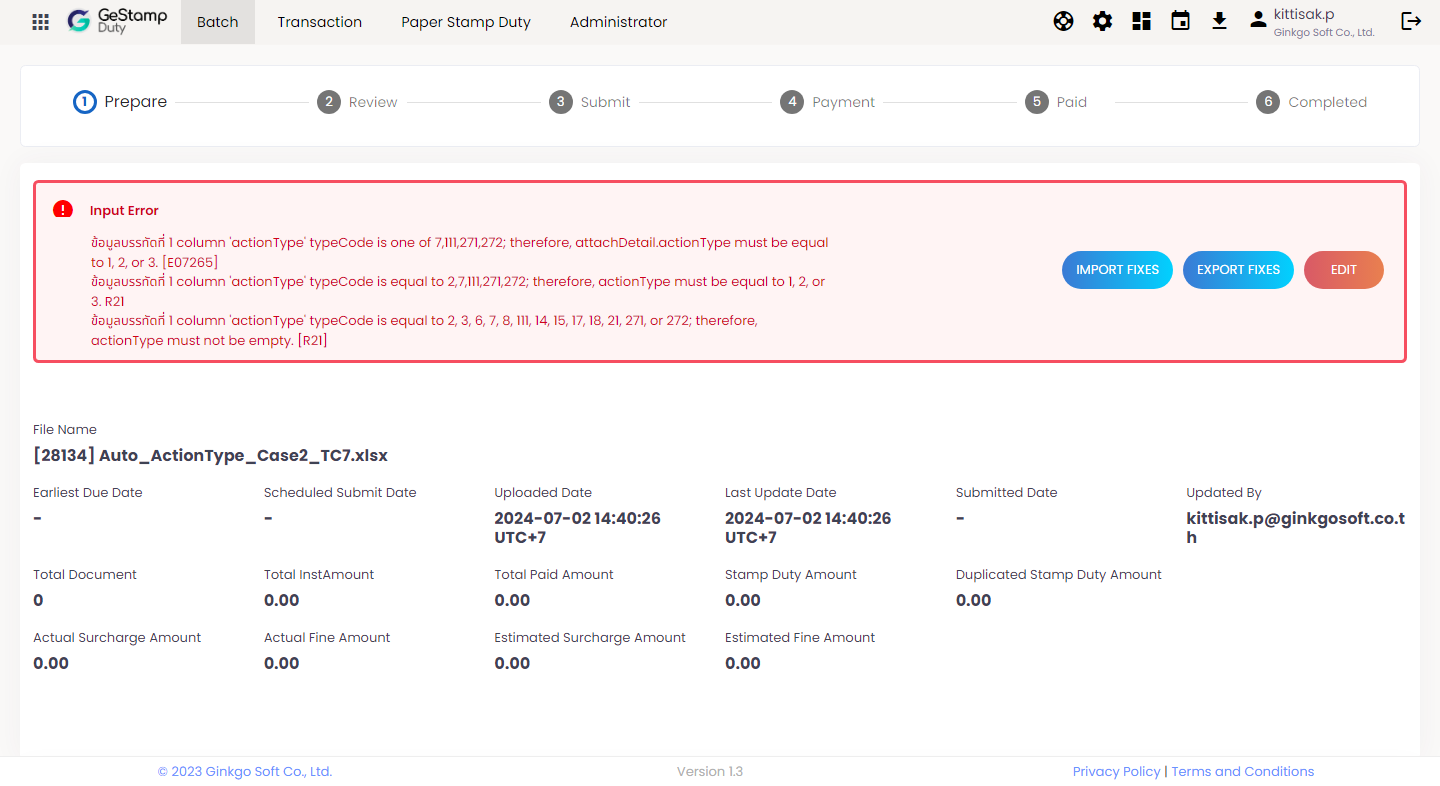 GeStamp
Duty
Batch
Transaction
Paper Stamp Duty
Administrator
kittisak.p
Ginkgo Soft Co., Ltd.
1 Prepare
2 Review
3 Submit
4 Payment
5 Paid
6 Completed
Input Error
ข้อมูลบรรทัดที่ 1 column 'actionType' typeCode is one of 7,111,271,272; therefore, attachDetail.actionType must be equal
to 1, 2, or 3. [E07265]
ข้อมูลบรรทัดที่ 1 column 'actionType' typeCode is equal to 2,7,111,271,272; therefore, actionType must be equal to 1, 2, or
3. R21
ข้อมูลบรรทัดที่ 1 column 'actionType' typeCode is equal to 2, 3, 6, 7, 8, 111, 14, 15, 17, 18, 21, 271, or 272; therefore,
actionType must not be empty. [R21]
IMPORT FIXES
EXPORT FIXES
EDIT
File Name
[28134] Auto_ActionType_Case2_TC7.xlsx
Earliest Due Date
-
Scheduled Submit Date
-
Uploaded Date
2024-07-02 14:40:26
UTC+7
Last Update Date
2024-07-02 14:40:26
UTC+7
Submitted Date
-
Updated By
kittisak.p@ginkgosoft.co.t
h
Total Document
0
Total InstAmount
0.00
Total Paid Amount
0.00
Stamp Duty Amount
0.00
Duplicated Stamp Duty Amount
0.00
Actual Surcharge Amount
0.00
Actual Fine Amount
0.00
Estimated Surcharge Amount
0.00
Estimated Fine Amount
0.00
© 2023 Ginkgo Soft Co., Ltd.
Version 1.3
Privacy Policy | Terms and Conditions